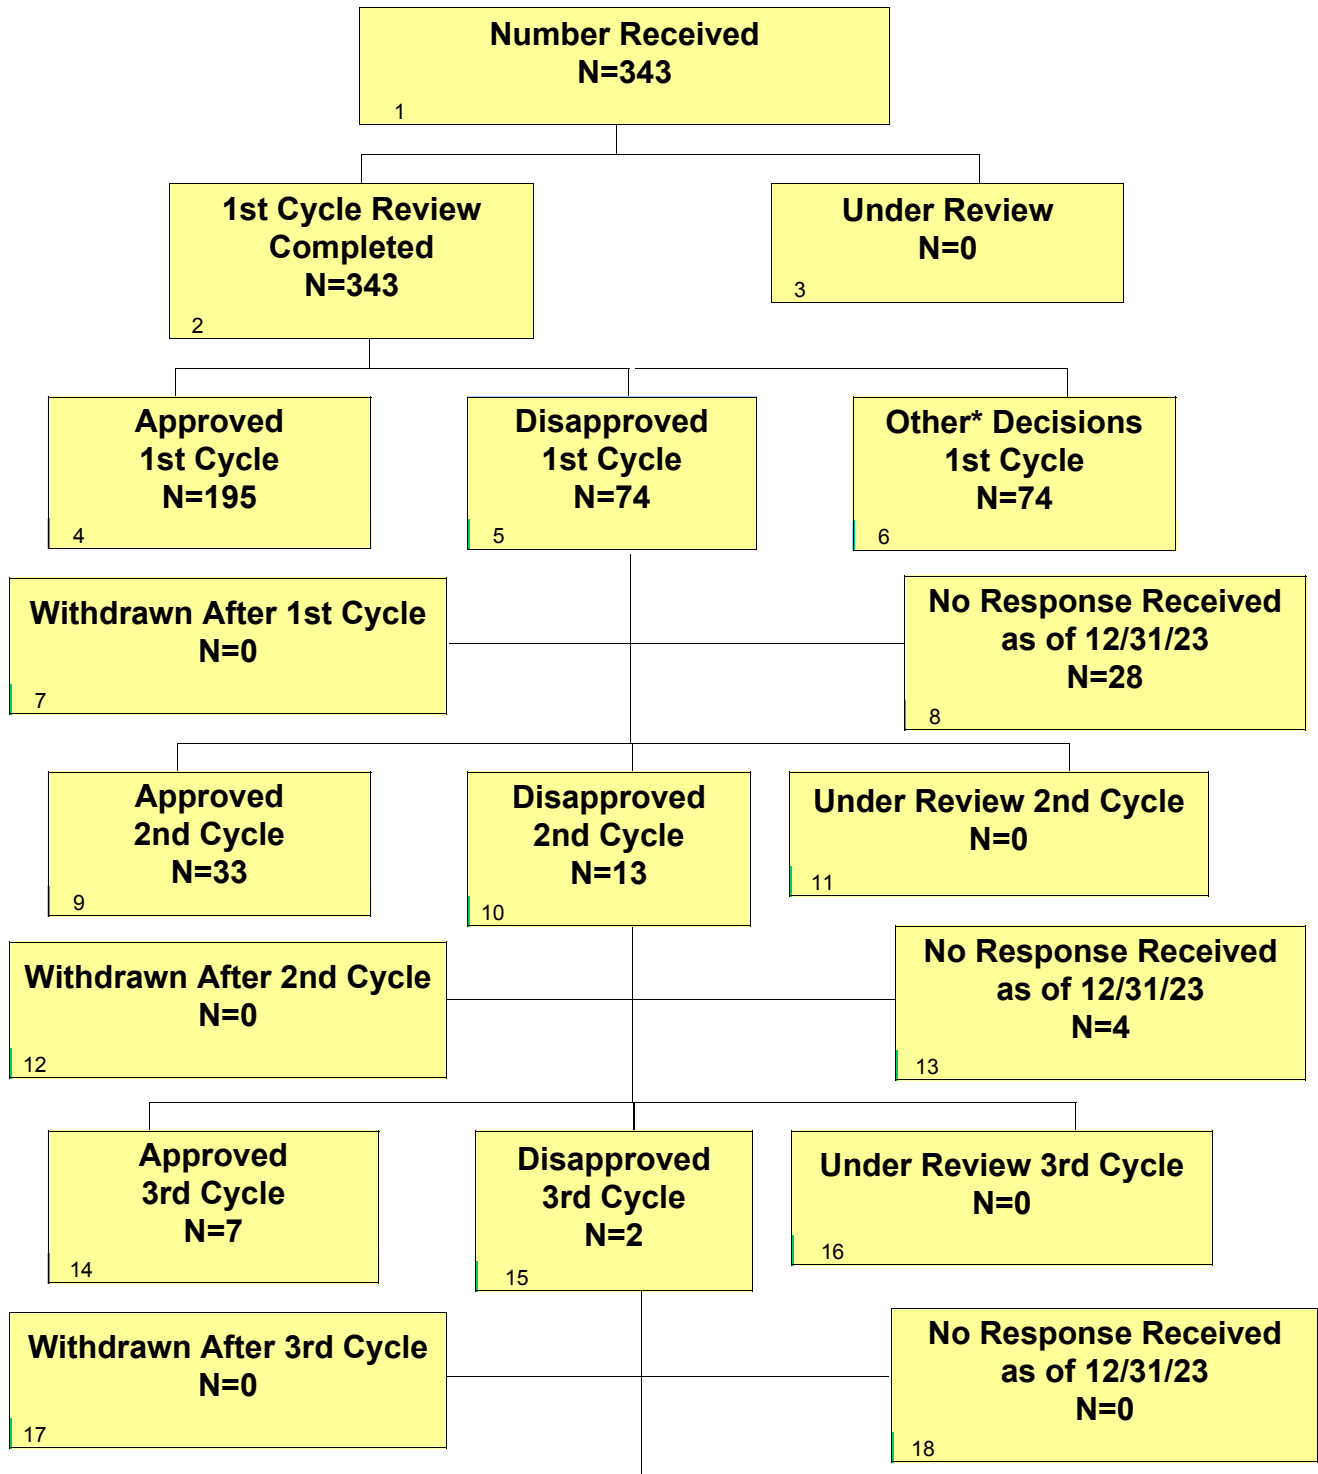 Number Received
N=343
1
1st Cycle Review
Completed
N=343
2
Under Review
N=0
3
Approved
1st Cycle
N=195
4
Disapproved
1st Cycle
N=74
5
Other* Decisions
1st Cycle
N=74
6
Withdrawn After 1st Cycle
N=0
7
No Response Received
as of 12/31/23
N=28
8
Approved
2nd Cycle
N=33
9
Disapproved
2nd Cycle
N=13
10
Under Review 2nd Cycle
N=0
11
Withdrawn After 2nd Cycle
N=0
12
No Response Received
as of 12/31/23
N=4
13
Approved
3rd Cycle
N=7
14
Disapproved
3rd Cycle
N=2
15
Under Review 3rd Cycle
N=0
16
Withdrawn After 3rd Cycle
N=0
17
No Response Received
as of 12/31/23
N=0
18